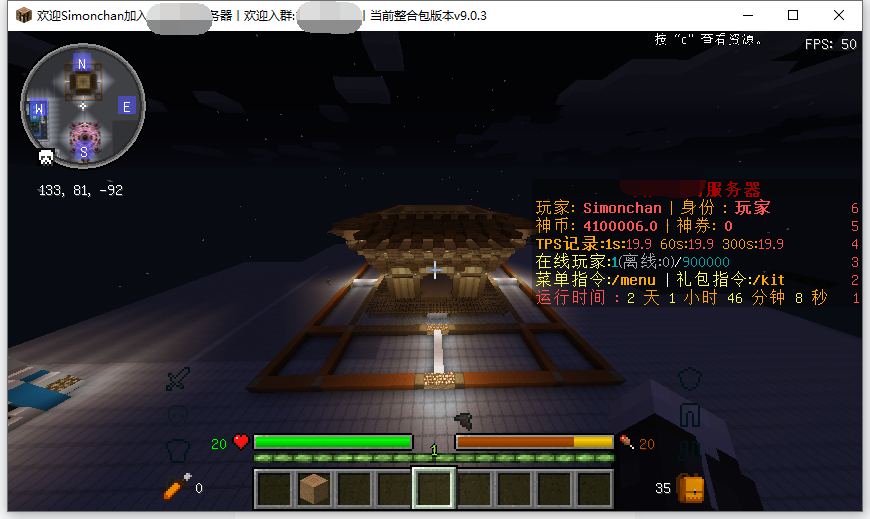 欢迎Simonchan加入 务器 | 欢迎入群: | 当前整合包版本v9.0.3
按 "c" 查看资源。
FPS: 50
N
W
E
S
133, 81, -92
服务器
玩家: Simonchan | 身份 : 玩家 6
神币: 4100006.0 | 神券: 0 5
TPS记录:1s:19.9 60s:19.9 300s:19.9 4
在线玩家:1(离线:0)/900000 3
菜单指令:/menu | 礼包指令:/kit 2
运行时间 : 2 天 1 小时 46 分钟 8 秒 1
20
1
20
0
35